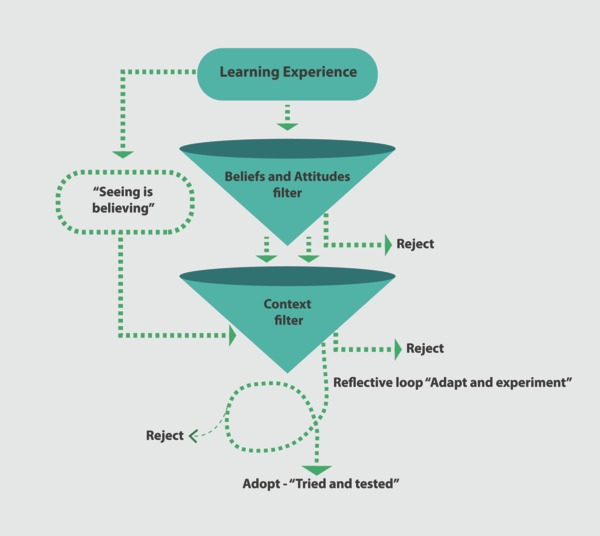 Learning Experience
Beliefs and Attitudes
filter
“Seeing is
believing”
Reject
Context
filter
Reject
Reflective loop “Adapt and experiment”
Reject
Adopt - “Tried and tested”